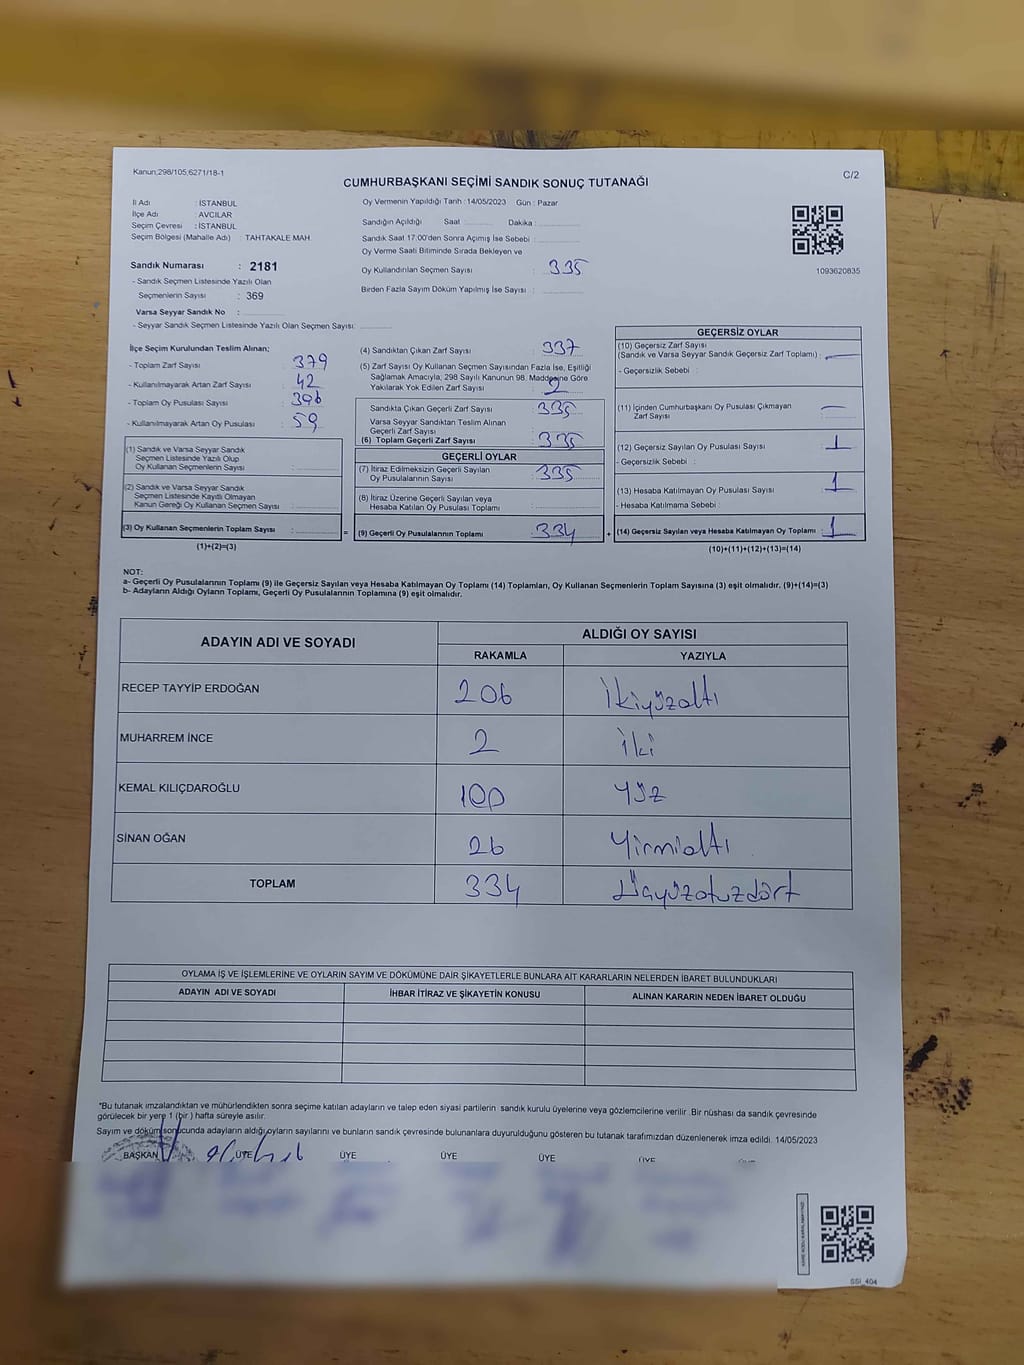 Kanun;298/105,6271/18-1
C/2
CUMHURBAŞKANI SEÇİMİ SANDIK SONUÇ TUTANAĞI
İl Adı : İSTANBUL
İlçe Adı : AVCILAR
Seçim Çevresi : İSTANBUL
Seçim Bölgesi (Mahalle Adı) : TAHTAKALE MAH.
Sandık Numarası : 2181
- Sandık Seçmen Listesinde Yazılı Olan
Seçmenlerin Sayısı : 369
Varsa Seyyar Sandık No :
- Seyyar Sandık Seçmen Listesinde Yazılı Olan Seçmen Sayısı:
Oy Vermenin Yapıldığı Tarih :14/05/2023 Gün : Pazar
Sandığın Açıldığı Saat Dakika :
Sandık Saat 17:00'den Sonra Açılmış İse Sebebi :
Oy Verme Saati Bitiminde Sırada Bekleyen ve
Oy Kullandırılan Seçmen Sayısı : 335
Birden Fazla Sayım Döküm Yapılmış İse Sayısı :
1093620835
İlçe Seçim Kurulundan Teslim Alınan;
- Toplam Zarf Sayısı : 379
- Kullanılmayarak Artan Zarf Sayısı : 42
- Toplam Oy Pusulası Sayısı : 396
- Kullanılmayarak Artan Oy Pusulası : 59
(1) Sandık ve Varsa Seyyar Sandık
Seçmen Listesinde Yazılı Olup
Oy Kullanan Seçmenlerin Sayısı :
(2) Sandık ve Varsa Seyyar Sandık
Seçmen Listesinde Kayıtlı Olmayan
Kanun Gereği Oy Kullanan Seçmen Sayısı :
(3) Oy Kullanan Seçmenlerin Toplam Sayısı : =
(1)+(2)=(3)
(4) Sandıktan Çıkan Zarf Sayısı : 337
(5) Zarf Sayısı Oy Kullanan Seçmen Sayısından Fazla İse, Eşitliği
Sağlamak Amacıyla; 298 Sayılı Kanunun 98. Maddesine Göre
Yakılarak Yok Edilen Zarf Sayısı : 2
Sandıkta Çıkan Geçerli Zarf Sayısı : 335
Varsa Seyyar Sandıktan Teslim Alınan
Geçerli Zarf Sayısı :
(6) Toplam Geçerli Zarf Sayısı : 335
GEÇERLİ OYLAR
(7) İtiraz Edilmeksizin Geçerli Sayılan
Oy Pusulalarının Sayısı : 335
(8) İtiraz Üzerine Geçerli Sayılan veya
Hesaba Katılan Oy Pusulası Toplamı :
(9) Geçerli Oy Pusulalarının Toplamı : 334 +
GEÇERSİZ OYLAR
(10) Geçersiz Zarf Sayısı
(Sandık ve Varsa Seyyar Sandık Geçersiz Zarf Toplamı) : —
- Geçersizlik Sebebi :
(11) İçinden Cumhurbaşkanı Oy Pusulası Çıkmayan
Zarf Sayısı : —
(12) Geçersiz Sayılan Oy Pusulası Sayısı : 1
- Geçersizlik Sebebi :
(13) Hesaba Katılmayan Oy Pusulası Sayısı : 1
- Hesaba Katılmama Sebebi :
(14) Geçersiz Sayılan veya Hesaba Katılmayan Oy Toplamı : 1
(10)+(11)+(12)+(13)=(14)
NOT:
a- Geçerli Oy Pusulalarının Toplamı (9) ile Geçersiz Sayılan veya Hesaba Katılmayan Oy Toplamı (14) Toplamları, Oy Kullanan Seçmenlerin Toplam Sayısına (3) eşit olmalıdır. (9)+(14)=(3)
b- Adayların Aldığı Oyların Toplamı, Geçerli Oy Pusulalarının Toplamına (9) eşit olmalıdır.
ADAYIN ADI VE SOYADI
ALDIĞI OY SAYISI
RAKAMLA YAZIYLA
RECEP TAYYİP ERDOĞAN 206 ikiyüzaltı
MUHARREM İNCE 2 iki
KEMAL KILIÇDAROĞLU 100 yüz
SİNAN OĞAN 26 Yirmialtı
TOPLAM 334 Üçyüzotuzdört
OYLAMA İŞ VE İŞLEMLERİNE VE OYLARIN SAYIM VE DÖKÜMÜNE DAİR ŞİKAYETLERLE BUNLARA AİT KARARLARIN NELERDEN İBARET BULUNDUKLARI
ADAYIN ADI VE SOYADI İHBAR İTİRAZ VE ŞİKAYETİN KONUSU ALINAN KARARIN NEDEN İBARET OLDUĞU
*Bu tutanak imzalandıktan ve mühürlendikten sonra seçime katılan adayların ve talep eden siyasi partilerin sandık kurulu üyelerine veya gözlemcilerine verilir .Bir nüshası da sandık çevresinde
görülecek bir yere 1 (bir ) hafta süreyle asılır.
Sayım ve döküm sonucunda adayların aldığı oyların sayılarını ve bunların sandık çevresinde bulunanlara duyurulduğunu gösteren bu tutanak tarafımızdan düzenlenerek imza edildi. 14/05/2023
BAŞKAN ÜYE ÜYE ÜYE ÜYE ÜYE
SSİ_404